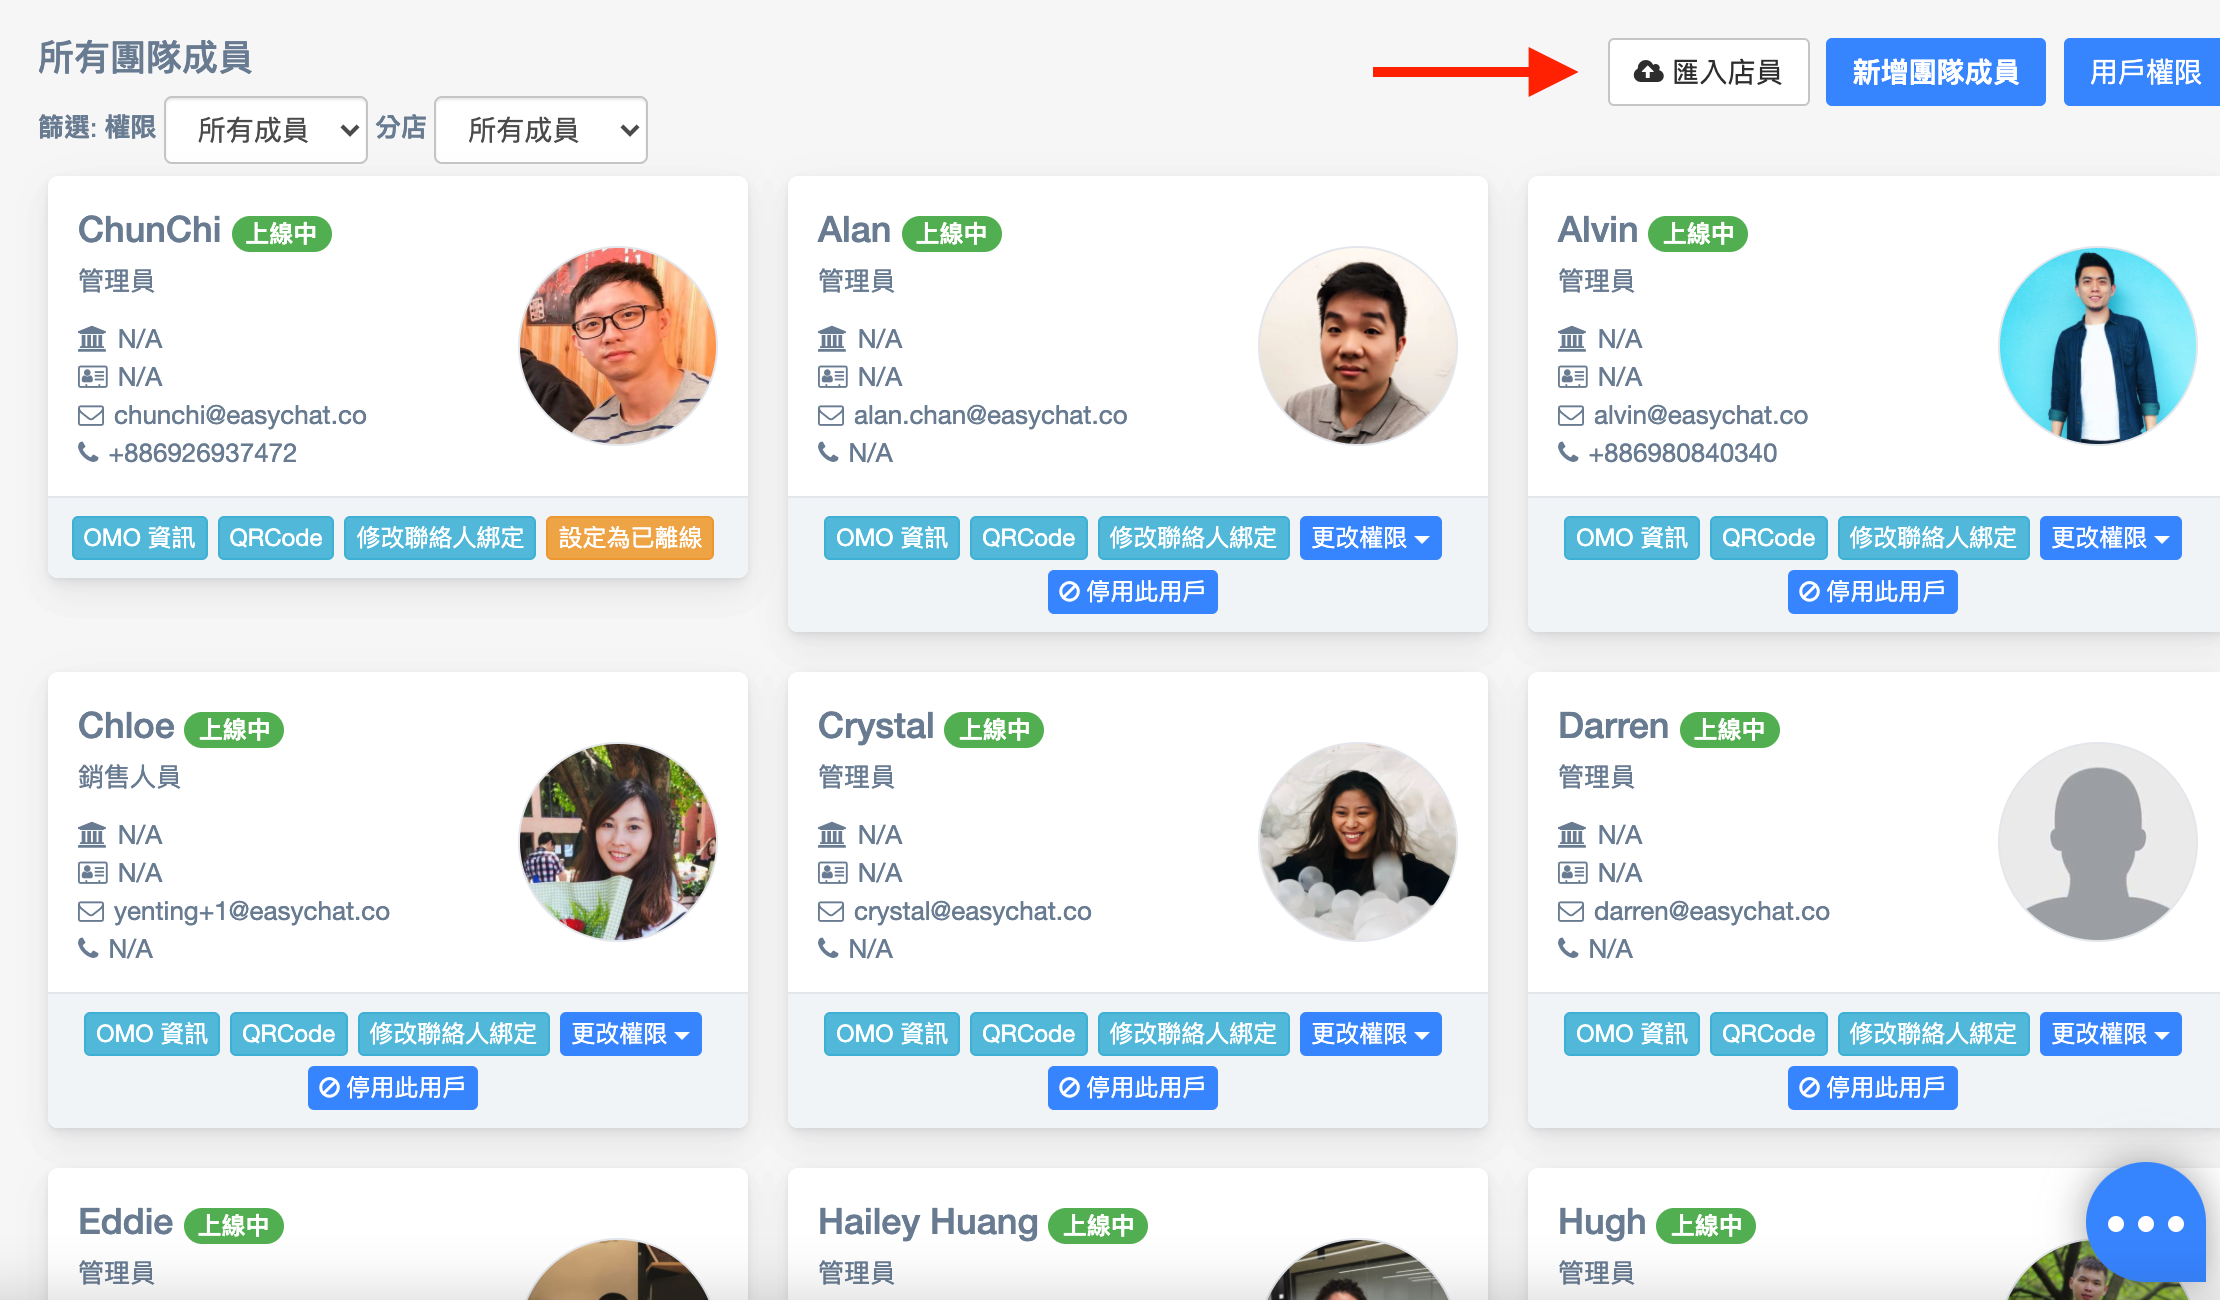 所有團隊成員
匯入店員
新增團隊成員
用戶權限
篩選: 權限 所有成員 分店 所有成員
ChunChi 上線中
管理員
N/A
N/A
chunchi@easychat.co
+886926937472
OMO 資訊 QRCode 修改聯絡人綁定 設定為已離線
Alan 上線中
管理員
N/A
N/A
alan.chan@easychat.co
N/A
OMO 資訊 QRCode 修改聯絡人綁定 更改權限
停用此用戶
Alvin 上線中
管理員
N/A
N/A
alvin@easychat.co
+886980840340
OMO 資訊 QRCode 修改聯絡人綁定 更改權限
停用此用戶
Chloe 上線中
銷售人員
N/A
N/A
yenting+1@easychat.co
N/A
OMO 資訊 QRCode 修改聯絡人綁定 更改權限
停用此用戶
Crystal 上線中
管理員
N/A
N/A
crystal@easychat.co
N/A
OMO 資訊 QRCode 修改聯絡人綁定 更改權限
停用此用戶
Darren 上線中
管理員
N/A
N/A
darren@easychat.co
N/A
OMO 資訊 QRCode 修改聯絡人綁定 更改權限
停用此用戶
Eddie 上線中
管理員
Hailey Huang 上線中
管理員
Hugh 上線中
管理員